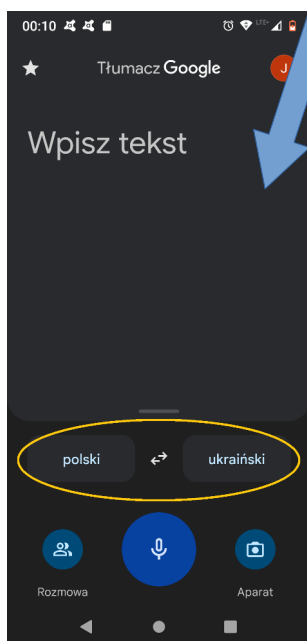 00:10 LTE+
Tłumacz Google
J
Wpisz tekst
polski ukraiński
Rozmowa Aparat